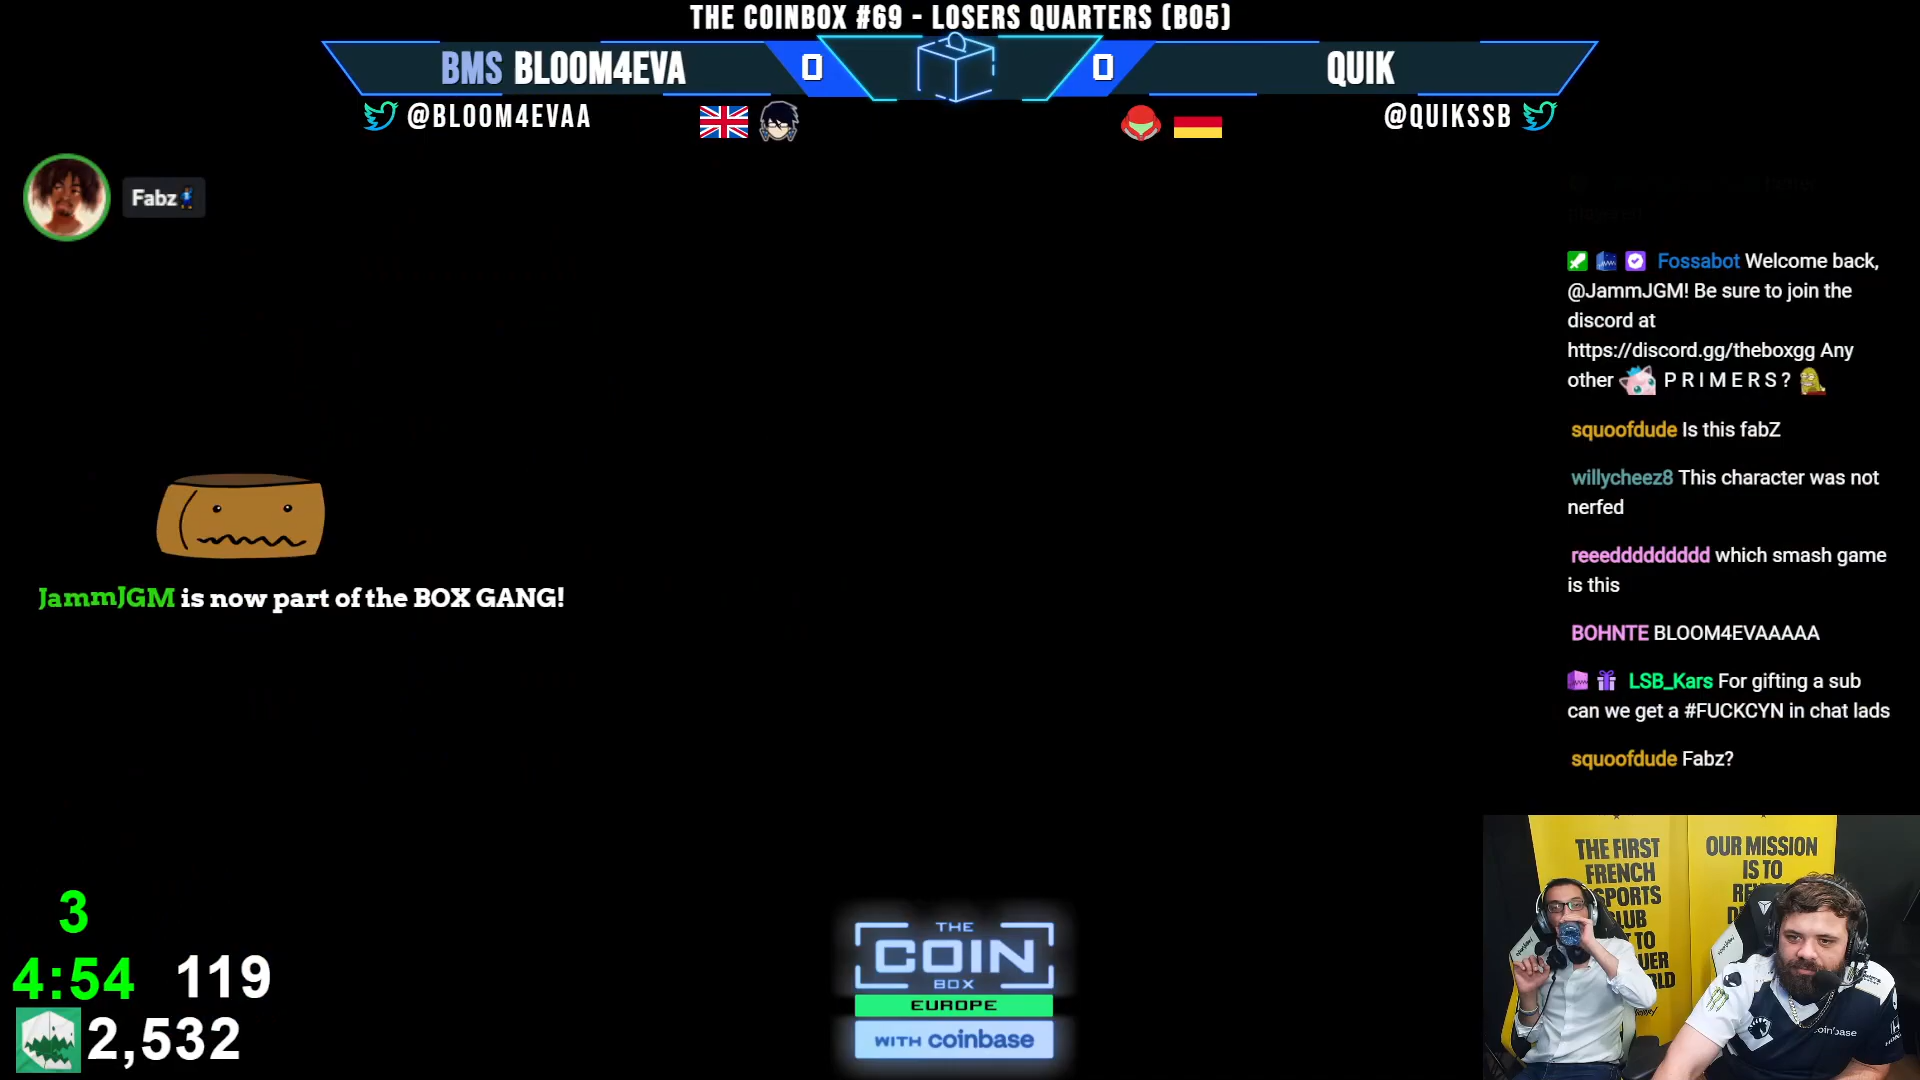 THE COINBOX #69 - LOSERS QUARTERS (BO5)
BMS BLOOM4EVA 0 0 QUIK
@BLOOM4EVAA @QUIKSSB
Fabz
Fossabot Welcome back,
@JammJGM! Be sure to join the
discord at
https://discord.gg/theboxgg Any
other P R I M E R S ?
squoofdude Is this fabZ
willycheez8 This character was not
nerfed
reeeddddddddd which smash game
is this
BOHNTE BLOOM4EVAAAAA
LSB_Kars For gifting a sub
can we get a #FUCKCYN in chat lads
squoofdude Fabz?
JammJGM is now part of the BOX GANG!
3
4:54 119
2,532
THE
COIN
BOX
EUROPE
WITH coinbase
THE FIRST
FRENCH
OUR MISSION
IS TO
TO
coinbase